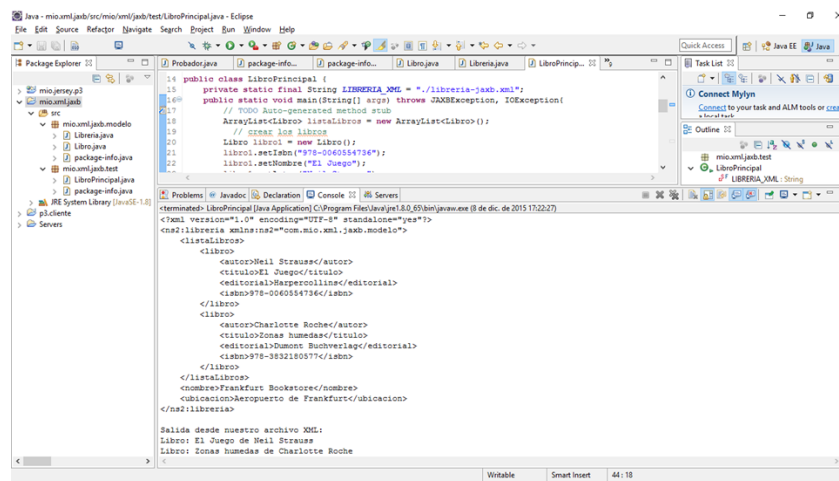 Java - mio.xml.jaxb/src/mio/xml/jaxb/test/LibroPrincipal.java - Eclipse
File Edit Source Refactor Navigate Search Project Run Window Help
Quick Access Java EE Java
Package Explorer
mio.jersey.p3
mio.xml.jaxb
src
mio.xml.jaxb.modelo
Libreria.java
Libro.java
package-info.java
mio.xml.jaxb.test
LibroPrincipal.java
package-info.java
JRE System Library [JavaSE-1.8]
p3.cliente
Servers
Probador.java package-info... package-info... Libro.java Libreria.java LibroPrincip...
14 public class LibroPrincipal {
15 private static final String LIBRERIA_XML = "./libreria-jaxb.xml";
16 public static void main(String[] args) throws JAXBException, IOException{
17 // TODO Auto-generated method stub
18 ArrayList<Libro> listaLibros = new ArrayList<Libro>();
19 // crear los libros
20 Libro libro1 = new Libro();
21 libro1.setIsbn("978-0060554736");
22 libro1.setNombre("El Juego");
Task List
Connect Mylyn
Connect to your task and ALM tools or
Outline
mio.xml.jaxb.test
LibroPrincipal
LIBRERIA_XML : String
Problems Javadoc Declaration Console Servers
<terminated> LibroPrincipal [Java Application] C:\Program Files\Java\jre1.8.0_65\bin\javaw.exe (8 de dic. de 2015 17:22:27)
<?xml version="1.0" encoding="UTF-8" standalone="yes"?>
<ns2:libreria xmlns:ns2="com.mio.xml.jaxb.modelo">
<listaLibros>
<libro>
<autor>Neil Strauss</autor>
<titulo>El Juego</titulo>
<editorial>Harpercollins</editorial>
<isbn>978-0060554736</isbn>
</libro>
<libro>
<autor>Charlotte Roche</autor>
<titulo>Zonas humedas</titulo>
<editorial>Dumont Buchverlag</editorial>
<isbn>978-3832180577</isbn>
</libro>
</listaLibros>
<nombre>Frankfurt Bookstore</nombre>
<ubicacion>Aeropuerto de Frankfurt</ubicacion>
</ns2:libreria>
Salida desde nuestro archivo XML:
Libro: El Juego de Neil Strauss
Libro: Zonas humedas de Charlotte Roche
Writable Smart Insert 44 : 18